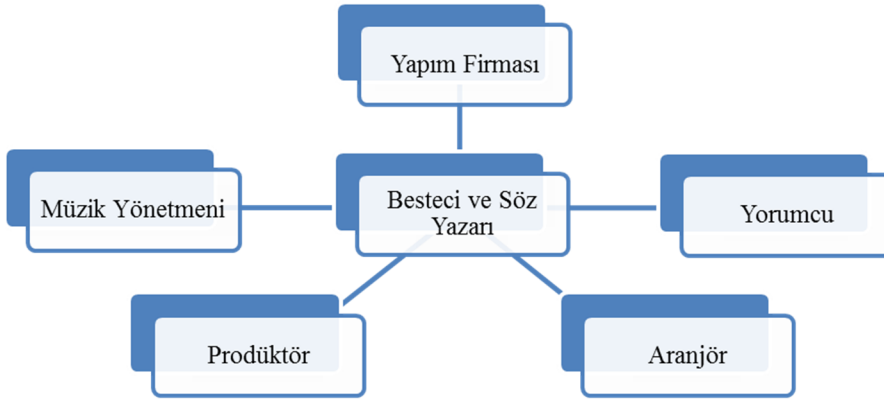 Yapım Firması
Müzik Yönetmeni
Besteci ve Söz
Yazarı
Yorumcu
Prodüktör
Aranjör